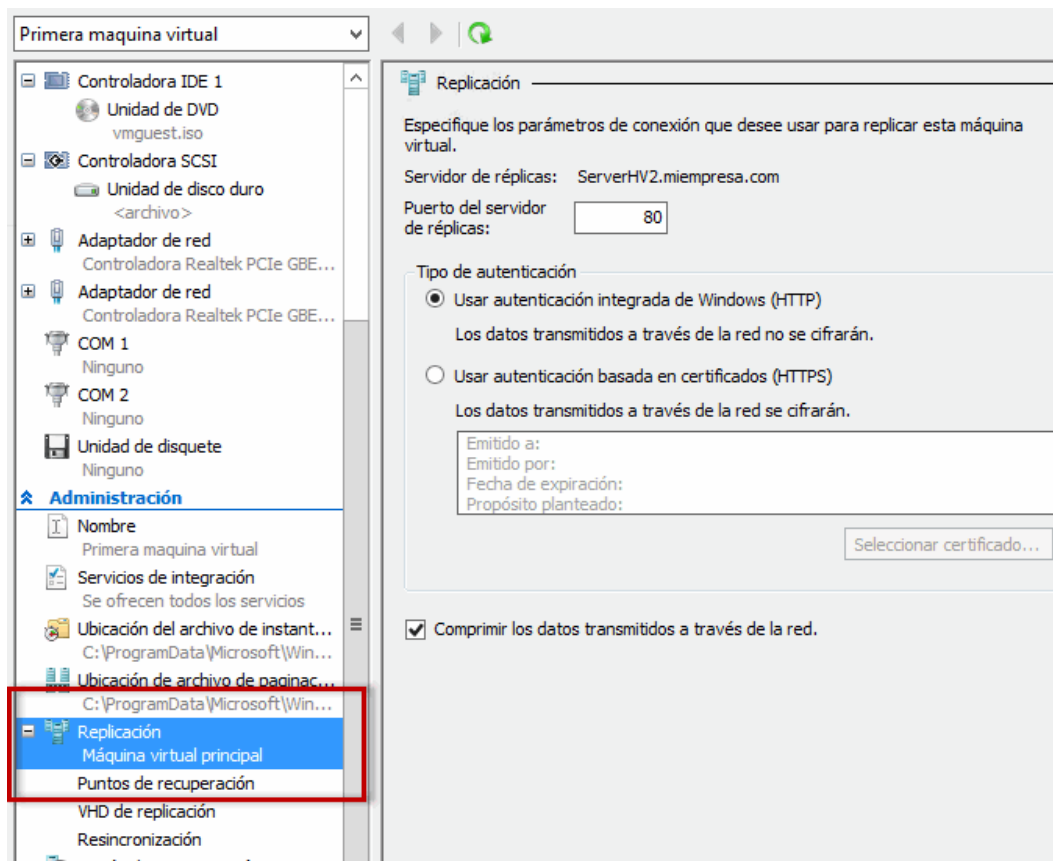 Primera maquina virtual
Controladora IDE 1
Unidad de DVD
vmguest.iso
Controladora SCSI
Unidad de disco duro
<archivo>
Adaptador de red
Controladora Realtek PCIe GBE...
Adaptador de red
Controladora Realtek PCIe GBE...
COM 1
Ninguno
COM 2
Ninguno
Unidad de disquete
Ninguno
Administración
Nombre
Primera maquina virtual
Servicios de integración
Se ofrecen todos los servicios
Ubicación del archivo de instant...
C:\ProgramData\Microsoft\Win...
Ubicación de archivo de paginac...
C:\ProgramData\Microsoft\Win...
Replicación
Máquina virtual principal
Puntos de recuperación
VHD de replicación
Resincronización
Replicación
Especifique los parámetros de conexión que desee usar para replicar esta máquina
virtual.
Servidor de réplicas: ServerHV2.miempresa.com
Puerto del servidor
de réplicas:
80
Tipo de autenticación
Usar autenticación integrada de Windows (HTTP)
Los datos transmitidos a través de la red no se cifrarán.
Usar autenticación basada en certificados (HTTPS)
Los datos transmitidos a través de la red se cifrarán.
Emitido a:
Emitido por:
Fecha de expiración:
Propósito planteado:
Seleccionar certificado...
Comprimir los datos transmitidos a través de la red.